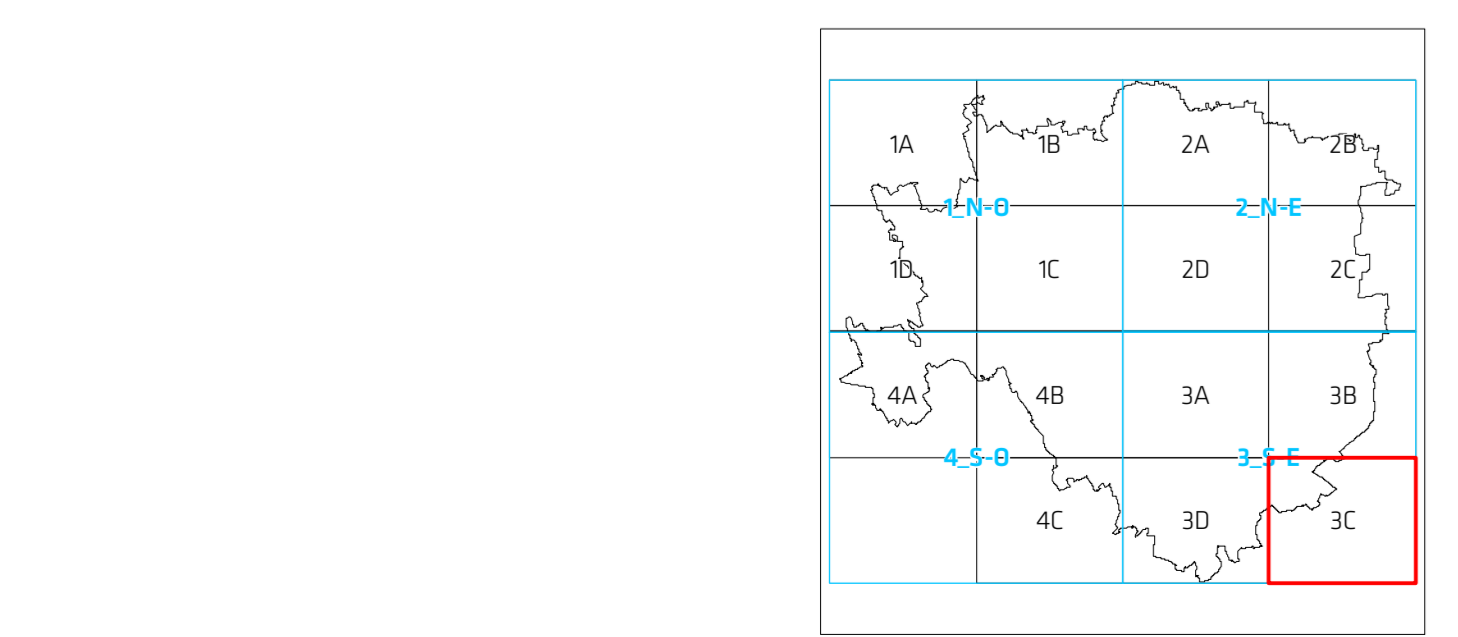 1A 1B 2A 2B
1_N-O 2_N-E
1D 1C 2D 2C
4A 4B 3A 3B
4_S-O 3_S-E
4C 3D 3C